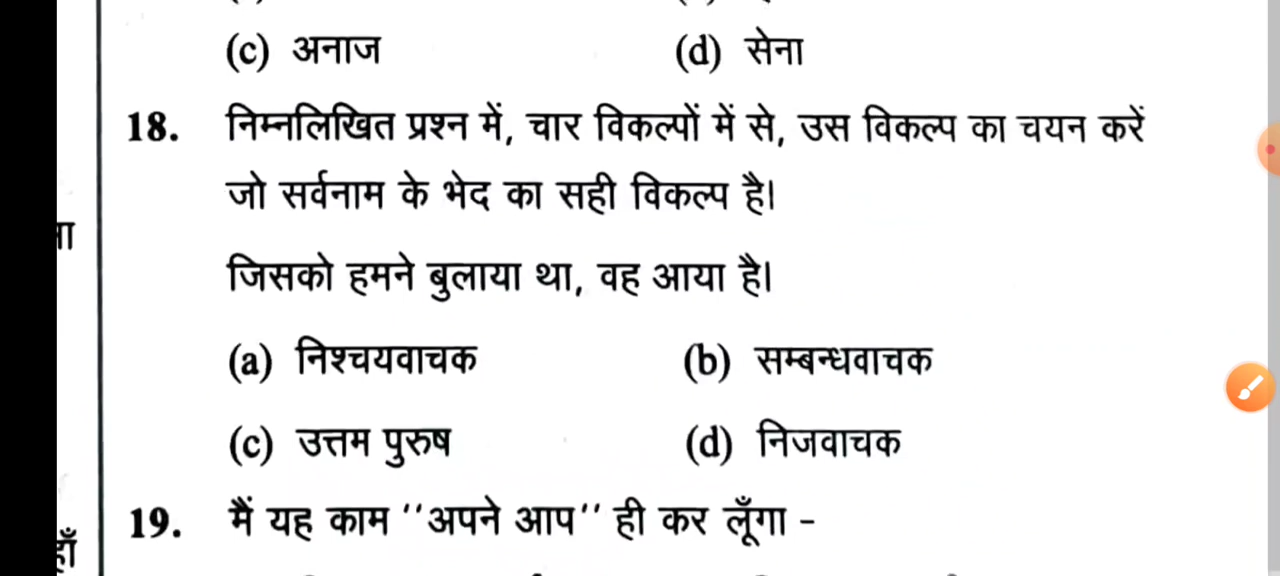 (c) अनाज (d) सेना
18. निम्नलिखित प्रश्न में, चार विकल्पों में से, उस विकल्प का चयन करें
जो सर्वनाम के भेद का सही विकल्प है।
जिसको हमने बुलाया था, वह आया है।
(a) निश्चयवाचक (b) सम्बन्धवाचक
(c) उत्तम पुरुष (d) निजवाचक
19. मैं यह काम ''अपने आप'' ही कर लूँगा -